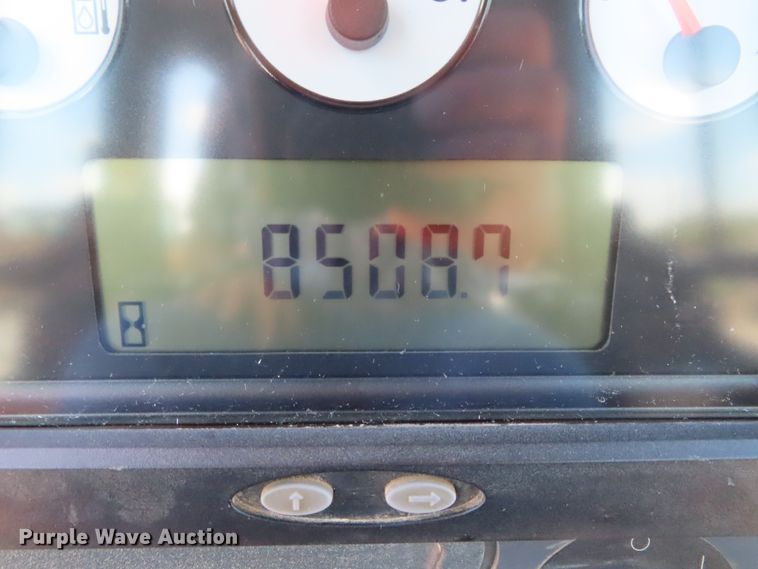 8508.7
↑ →
Purple Wave Auction